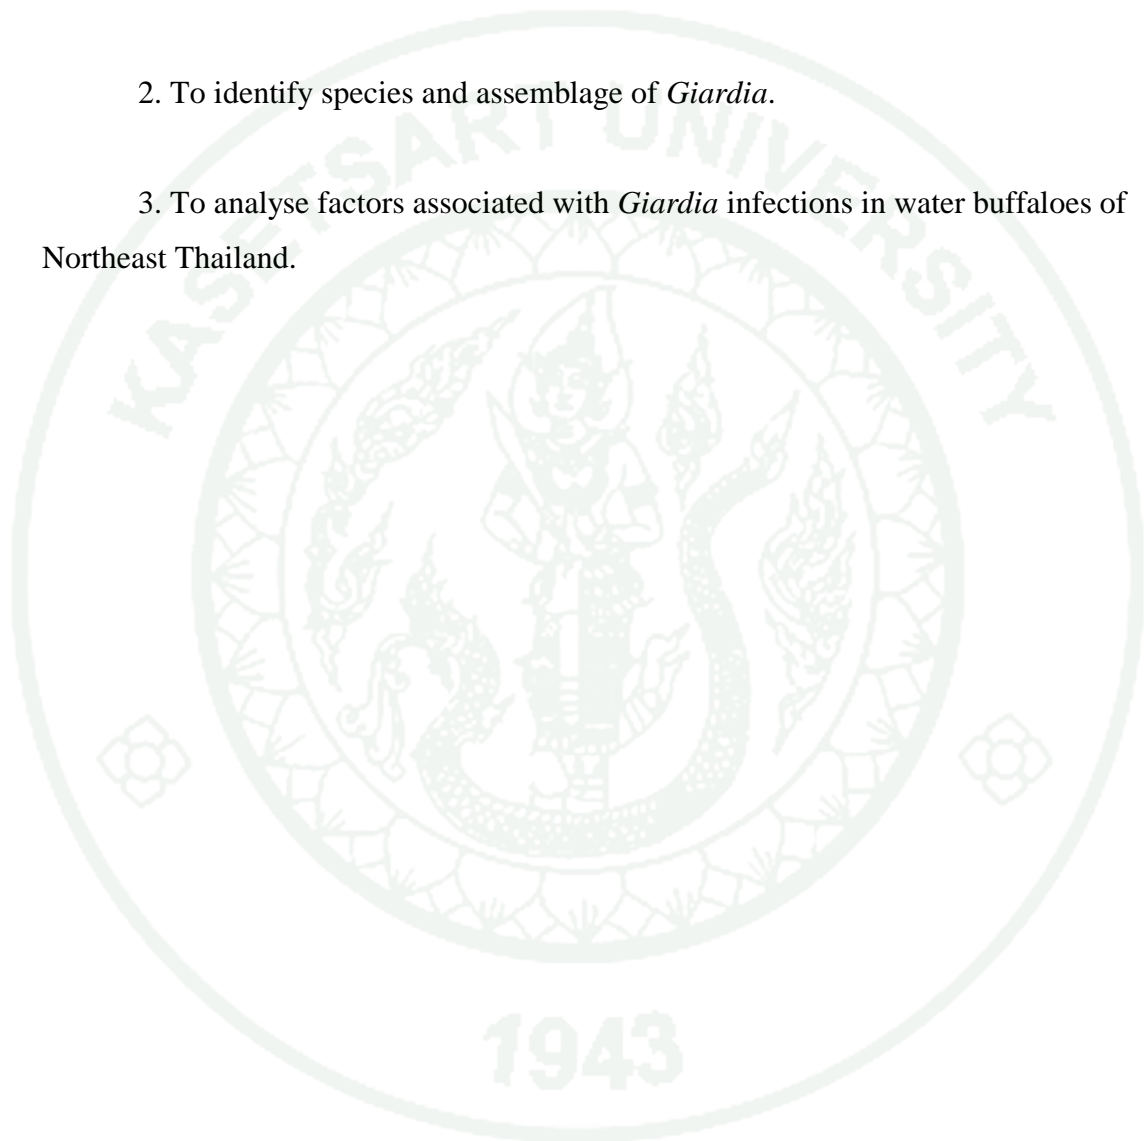 2. To identify species and assemblage of Giardia.
3. To analyse factors associated with Giardia infections in water buffaloes of
Northeast Thailand.
KASETSART UNIVERSITY
1943